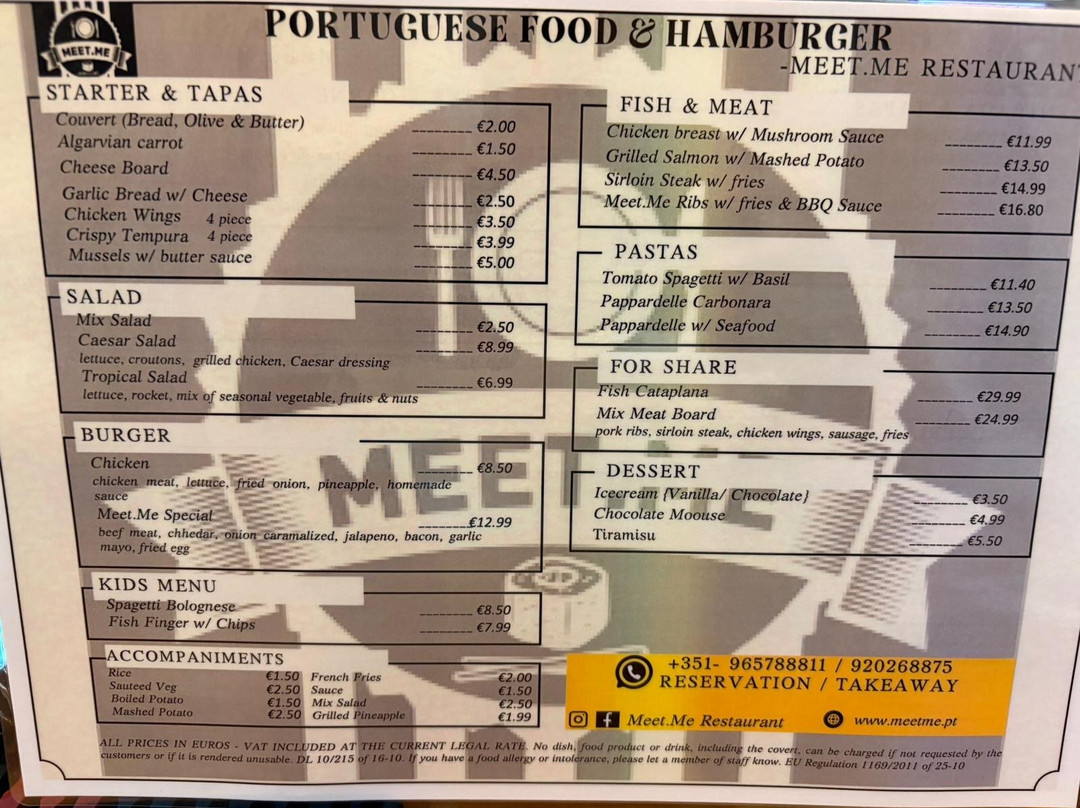 MEET.ME
PORTUGUESE FOOD & HAMBURGER
-MEET.ME RESTAURANT
STARTER & TAPAS
Couvert (Bread, Olive & Butter) €2.00
Algarvian carrot €1.50
Cheese Board €4.50
Garlic Bread w/ Cheese €2.50
Chicken Wings 4 piece €3.50
Crispy Tempura 4 piece €3.99
Mussels w/ butter sauce €5.00
SALAD
Mix Salad €2.50
Caesar Salad €8.99
lettuce, croutons, grilled chicken, Caesar dressing
Tropical Salad €6.99
lettuce, rocket, mix of seasonal vegetable, fruits & nuts
BURGER
Chicken €8.50
chicken meat, lettuce, fried onion, pineapple, homemade
sauce
Meet.Me Special €12.99
beef meat, chhedar, onion caramalized, jalapeno, bacon, garlic
mayo, fried egg
KIDS MENU
Spagetti Bolognese €8.50
Fish Finger w/ Chips €7.99
ACCOMPANIMENTS
Rice €1.50
Sauteed Veg €2.50
Boiled Potato €1.50
Mashed Potato €2.50
French Fries €2.00
Sauce €1.50
Mix Salad €2.50
Grilled Pineapple €1.99
FISH & MEAT
Chicken breast w/ Mushroom Sauce €11.99
Grilled Salmon w/ Mashed Potato €13.50
Sirloin Steak w/ fries €14.99
Meet.Me Ribs w/ fries & BBQ Sauce €16.80
PASTAS
Tomato Spagetti w/ Basil €11.40
Pappardelle Carbonara €13.50
Pappardelle w/ Seafood €14.90
FOR SHARE
Fish Cataplana €29.99
Mix Meat Board €24.99
pork ribs, sirloin steak, chicken wings, sausage, fries
DESSERT
Icecream {Vanilla/ Chocolate} €3.50
Chocolate Moouse €4.99
Tiramisu €5.50
MEET.ME
+351- 965788811 / 920268875
RESERVATION / TAKEAWAY
Meet.Me Restaurant www.meetme.pt
ALL PRICES IN EUROS - VAT INCLUDED AT THE CURRENT LEGAL RATE. No dish, food product or drink, including the covert, can be charged if not requested by the
customers or if it is rendered unusable. DL 10/215 of 16-10. If you have a food allergy or intolerance, please let a member of staff know. EU Regulation 1169/2011 of 25-10